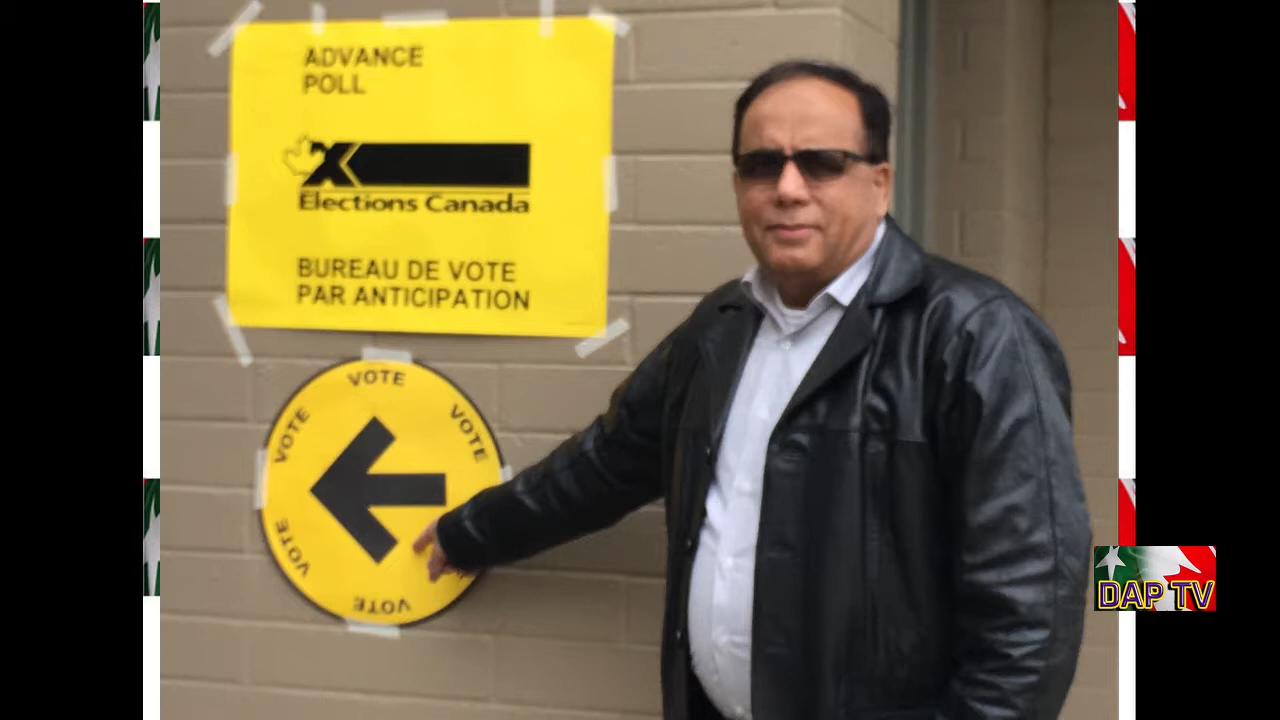 ADVANCE
POLL
Elections Canada
BUREAU DE VOTE
PAR ANTICIPATION
VOTE
VOTE
VOTE
VOTE
VOTE
DAP TV